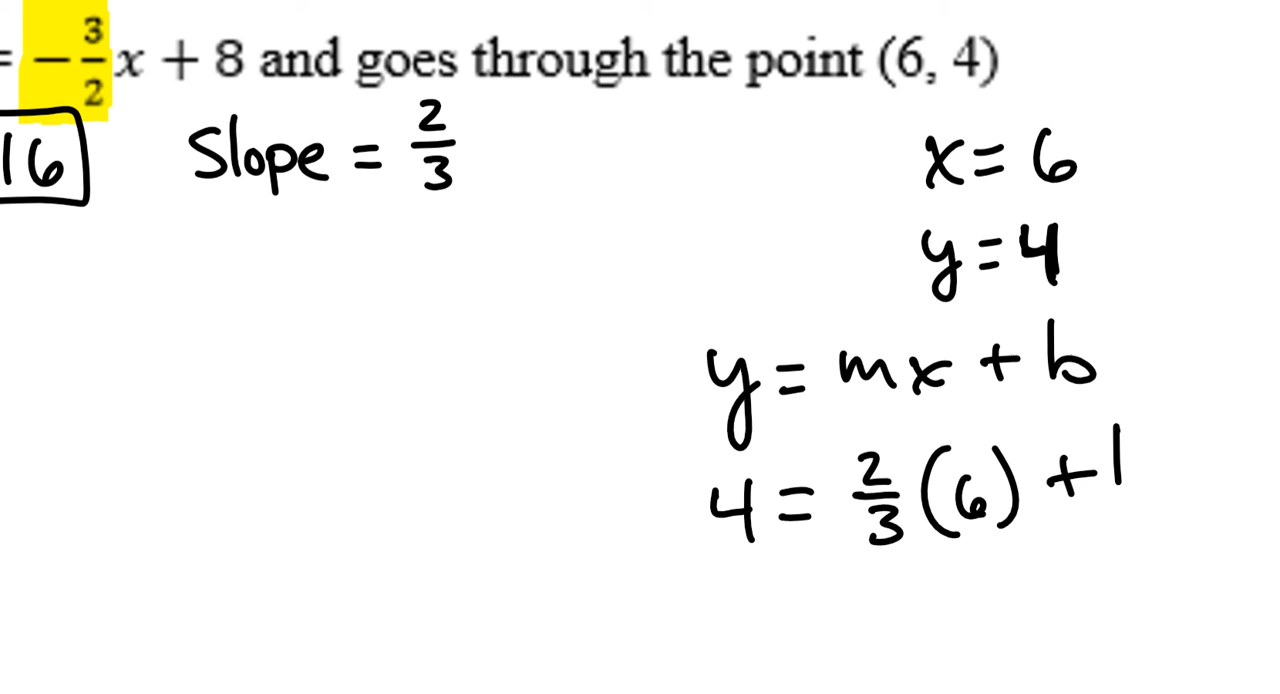 = -3/2 x + 8 and goes through the point (6, 4)
16
Slope = 2/3
x = 6
y = 4
y = mx + b
4 = 2/3 (6) + l